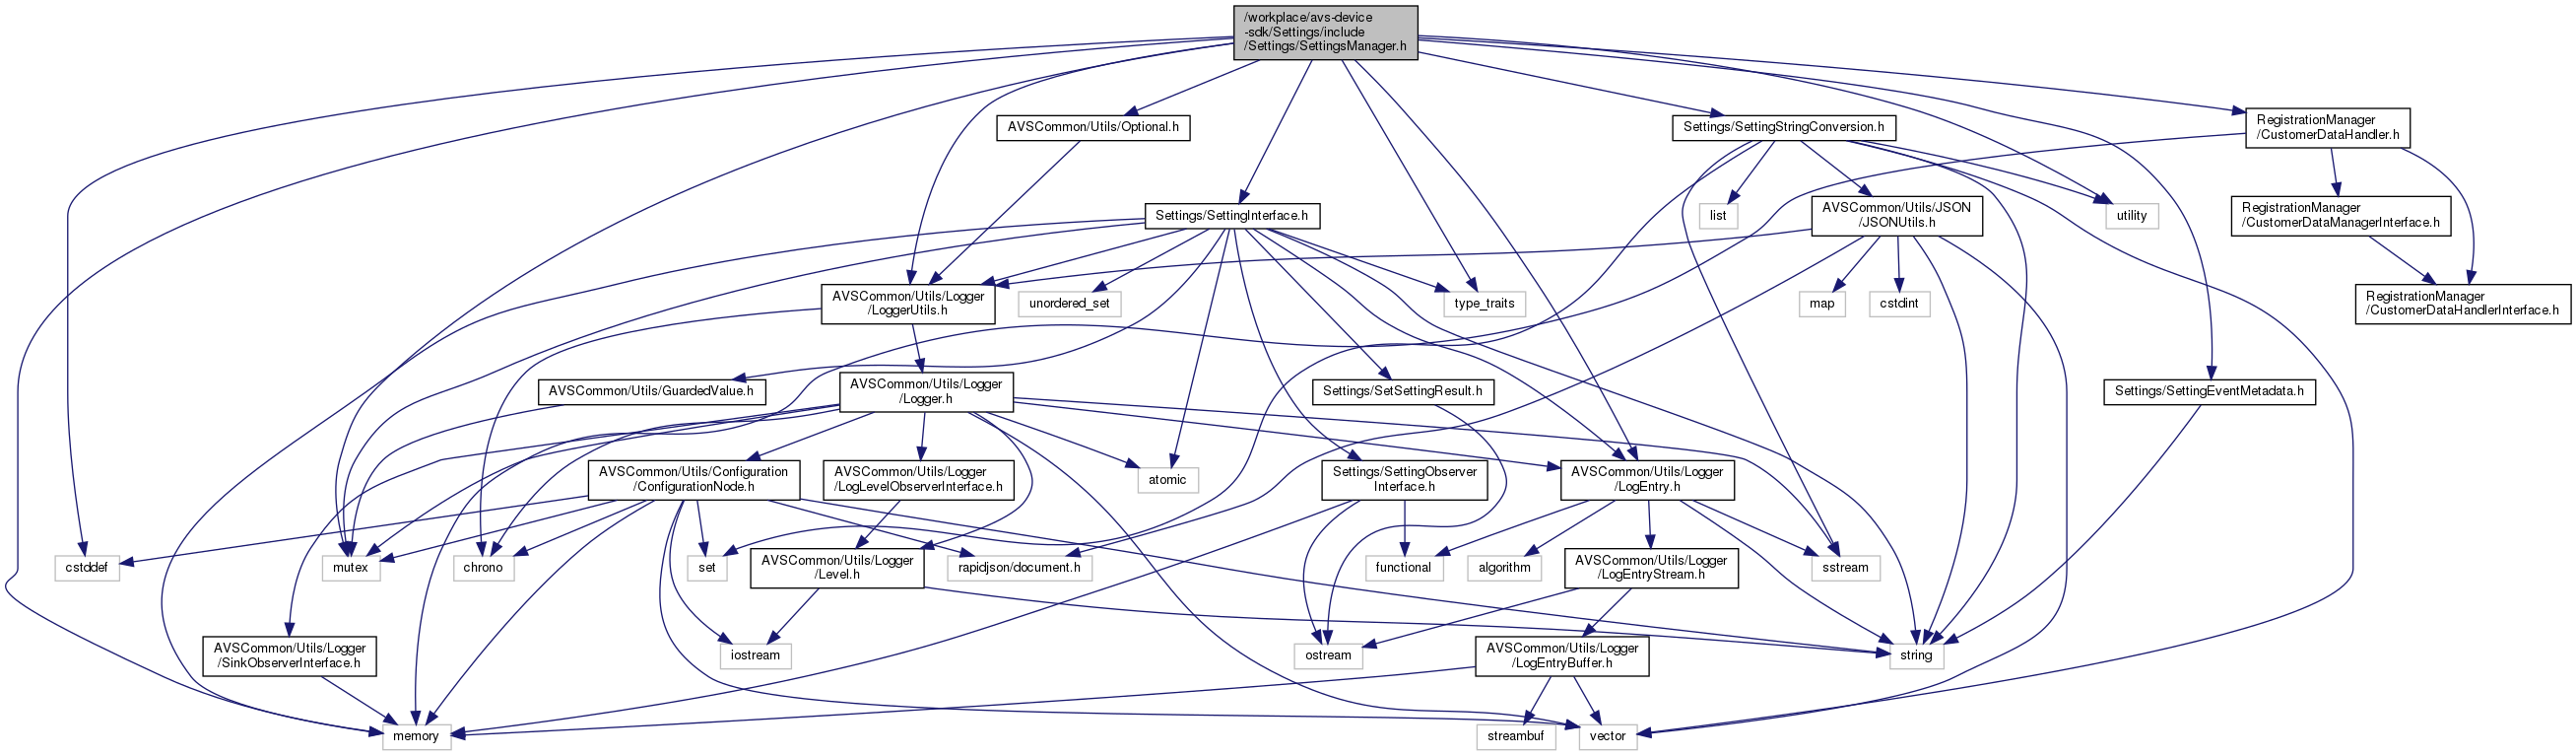 /workplace/avs-device
-sdk/Settings/include
/Settings/SettingsManager.h
AVSCommon/Utils/Optional.h
Settings/SettingStringConversion.h
RegistrationManager
/CustomerDataHandler.h
Settings/SettingInterface.h
list
AVSCommon/Utils/JSON
/JSONUtils.h
utility
RegistrationManager
/CustomerDataManagerInterface.h
AVSCommon/Utils/Logger
/LoggerUtils.h
unordered_set
type_traits
map
cstdint
RegistrationManager
/CustomerDataHandlerInterface.h
AVSCommon/Utils/GuardedValue.h
AVSCommon/Utils/Logger
/Logger.h
Settings/SetSettingResult.h
Settings/SettingEventMetadata.h
AVSCommon/Utils/Configuration
/ConfigurationNode.h
AVSCommon/Utils/Logger
/LogLevelObserverInterface.h
atomic
Settings/SettingObserver
Interface.h
AVSCommon/Utils/Logger
/LogEntry.h
cstddef
mutex
chrono
set
AVSCommon/Utils/Logger
/Level.h
rapidjson/document.h
functional
algorithm
AVSCommon/Utils/Logger
/LogEntryStream.h
sstream
AVSCommon/Utils/Logger
/SinkObserverInterface.h
iostream
ostream
AVSCommon/Utils/Logger
/LogEntryBuffer.h
string
memory
streambuf
vector